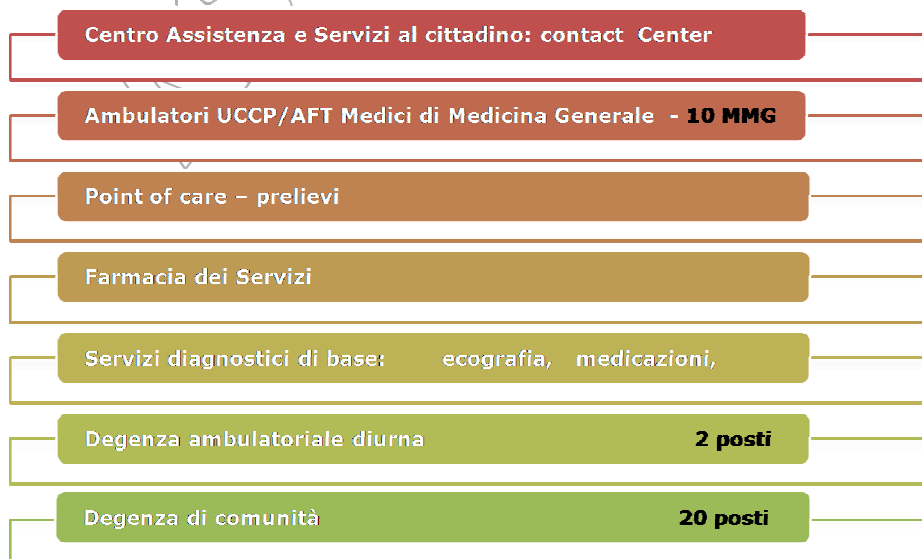 Centro Assistenza e Servizi al cittadino: contact Center
Ambulatori UCCP/AFT Medici di Medicina Generale - 10 MMG
Point of care – prelievi
Farmacia dei Servizi
Servizi diagnostici di base: ecografia, medicazioni,
Degenza ambulatoriale diurna 2 posti
Degenza di comunità 20 posti